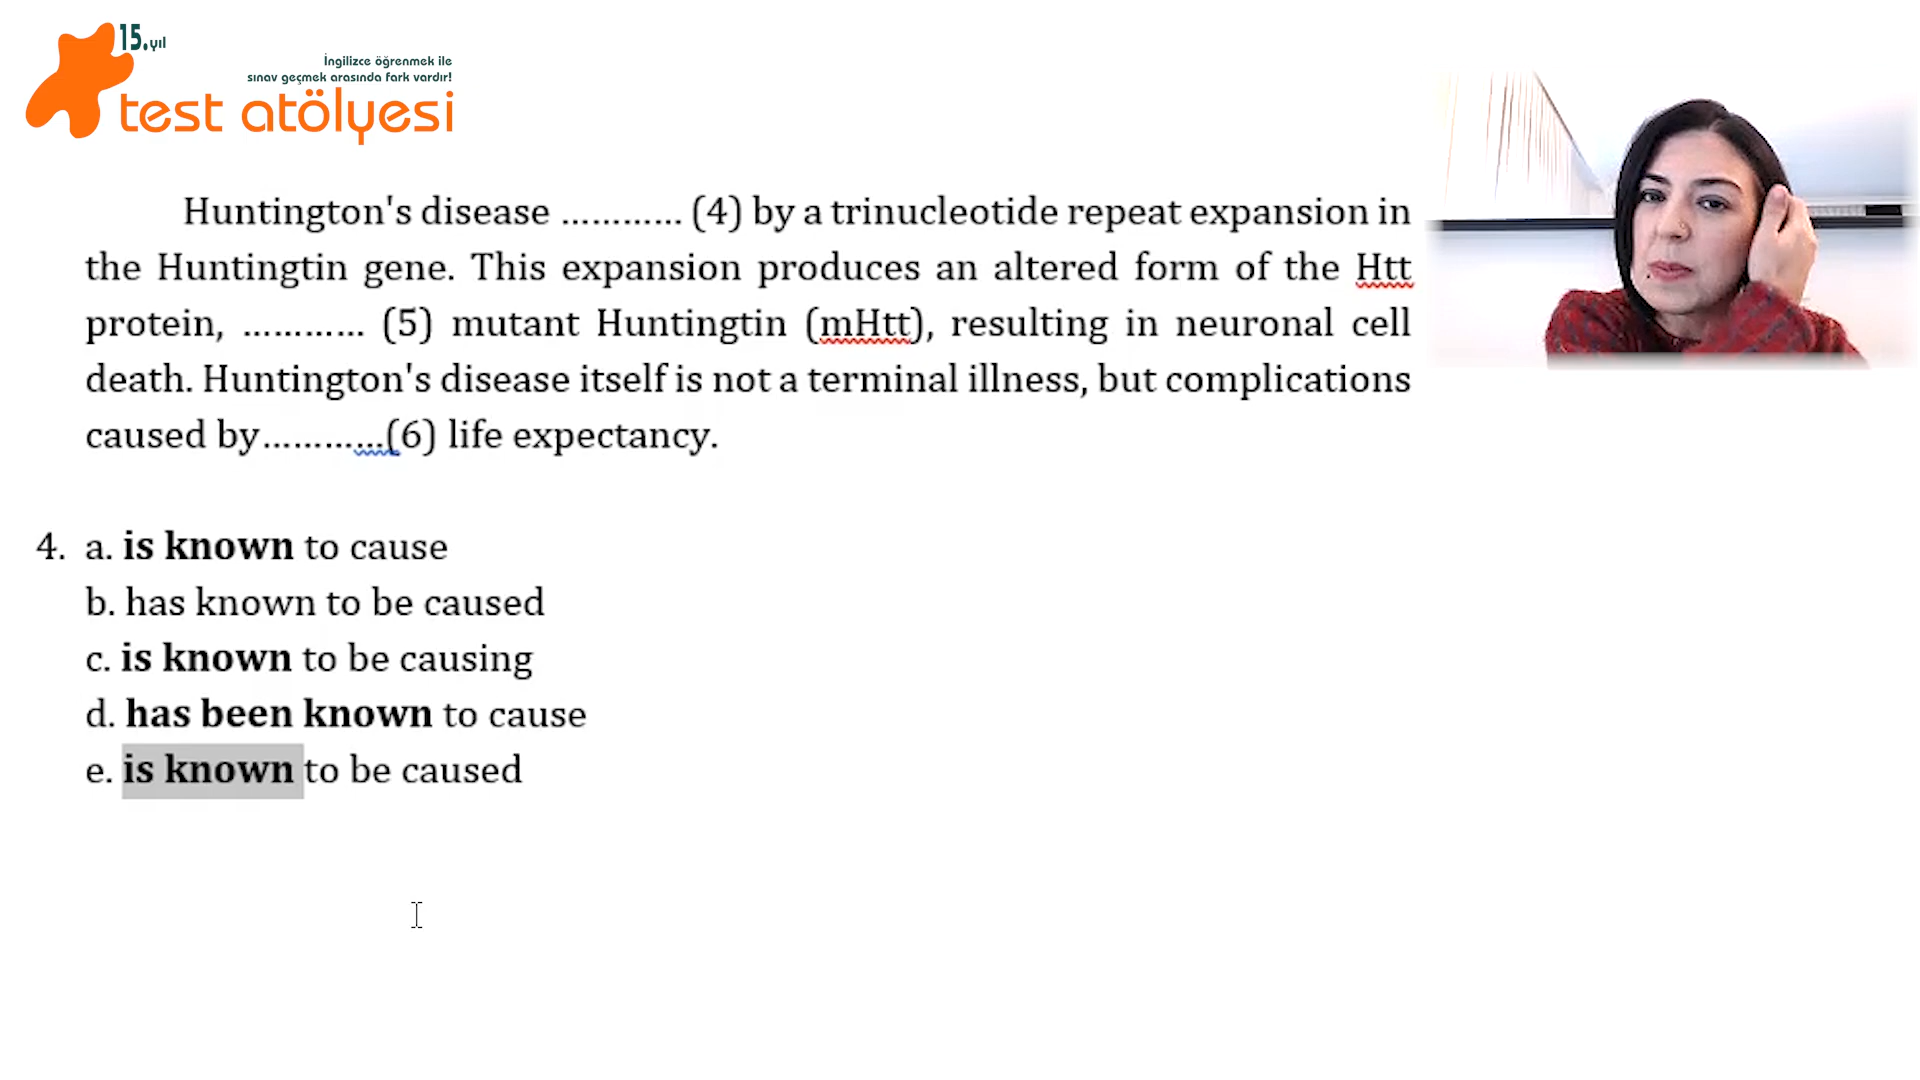 15.yıl
İngilizce öğrenmek ile
sınav geçmek arasında fark vardır!
test atölyesi
Huntington's disease ………… (4) by a trinucleotide repeat expansion in
the Huntingtin gene. This expansion produces an altered form of the Htt
protein, ………… (5) mutant Huntingtin (mHtt), resulting in neuronal cell
death. Huntington's disease itself is not a terminal illness, but complications
caused by…………(6) life expectancy.
4. a. is known to cause
b. has known to be caused
c. is known to be causing
d. has been known to cause
e. is known to be caused